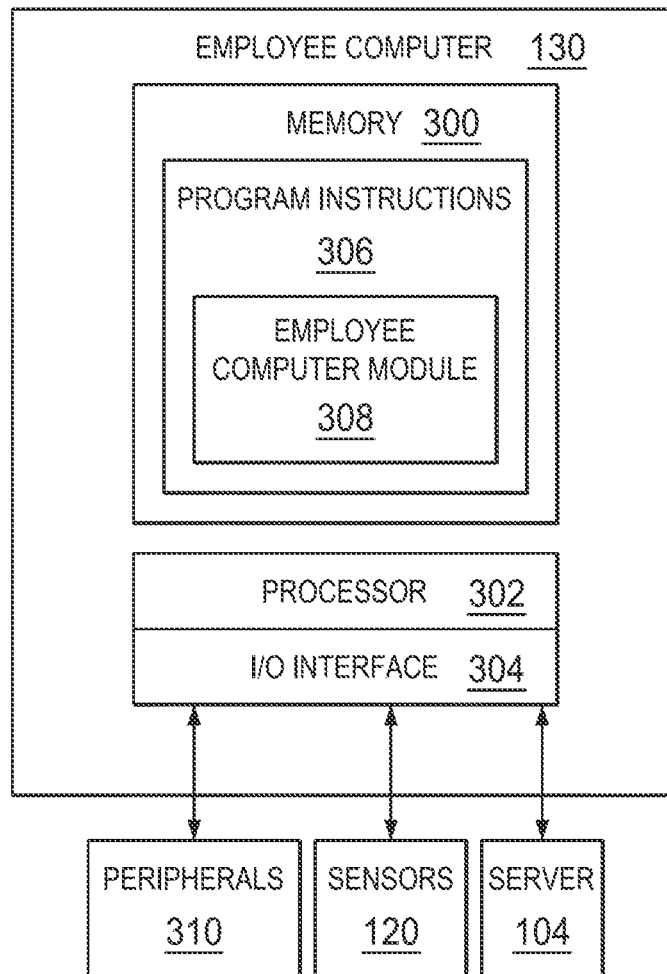 EMPLOYEE COMPUTER 130
MEMORY 300
PROGRAM INSTRUCTIONS
306
EMPLOYEE
COMPUTER MODULE
308
PROCESSOR 302
I/O INTERFACE 304
PERIPHERALS
310
SENSORS
120
SERVER
104